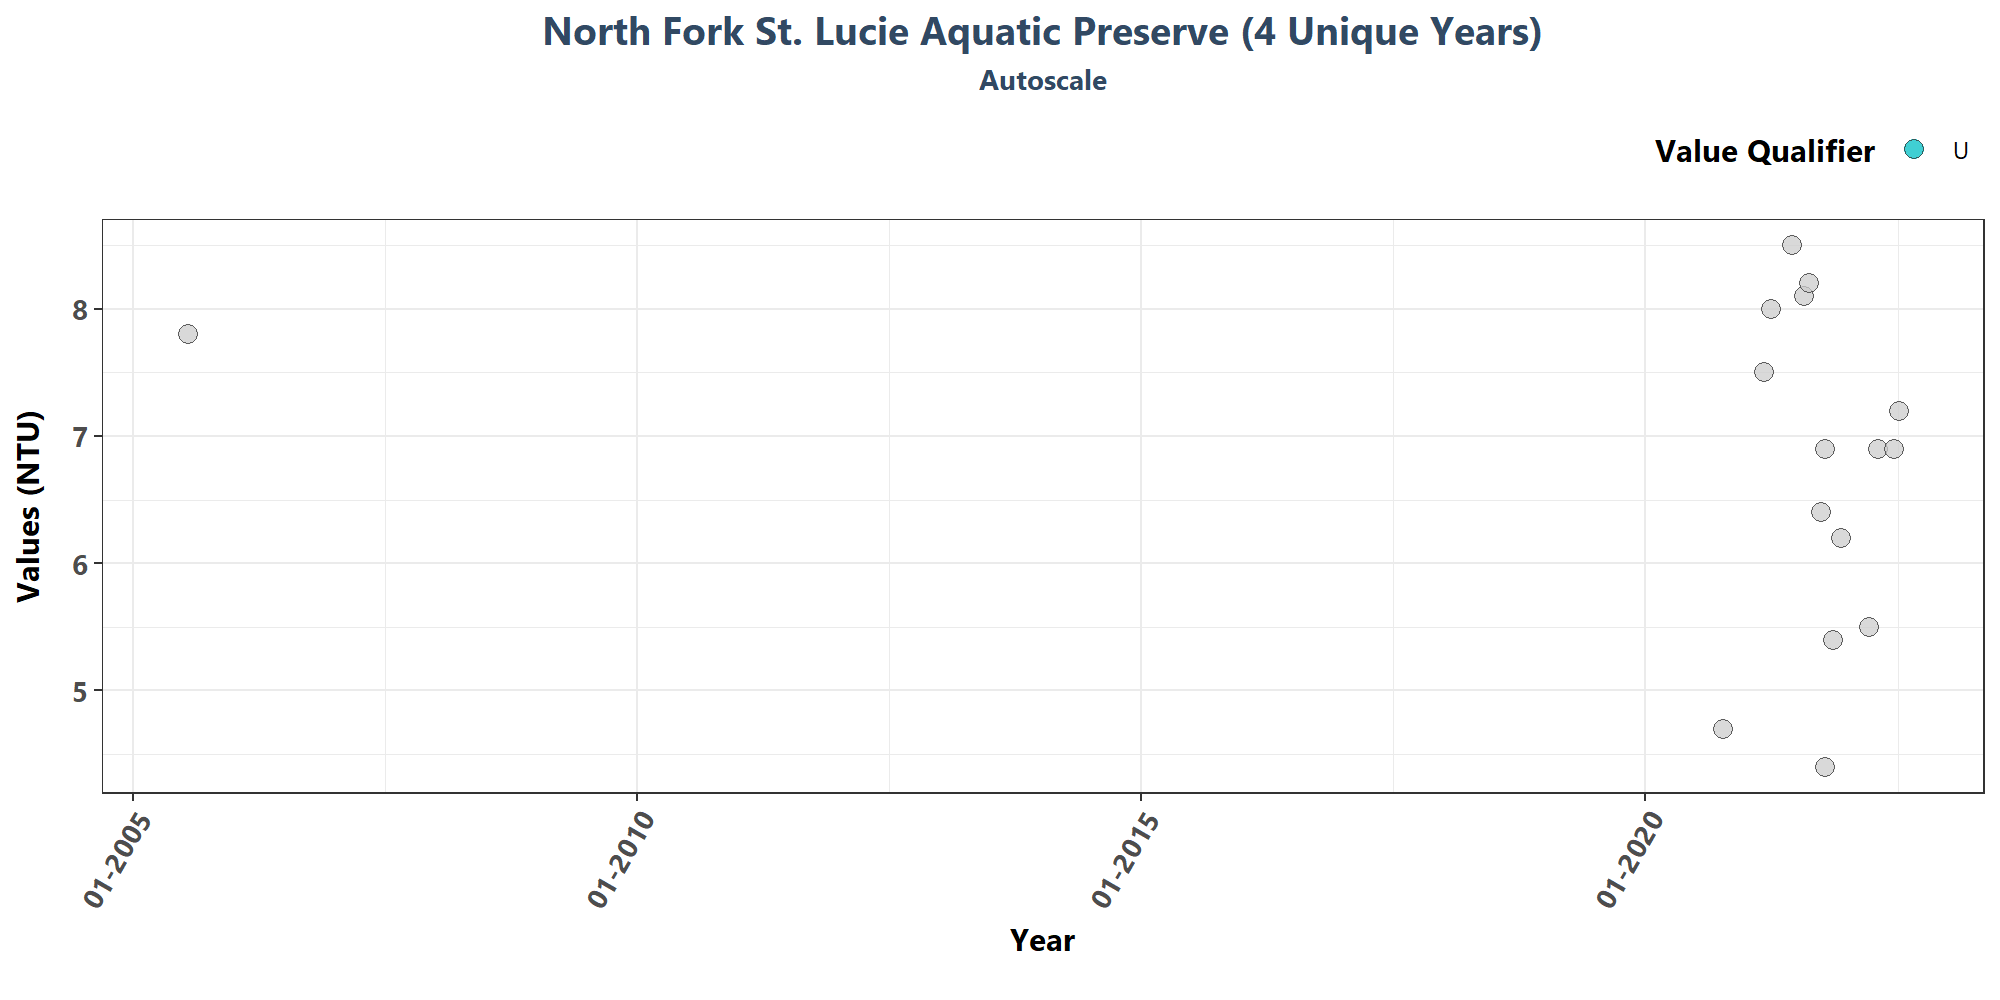 North Fork St. Lucie Aquatic Preserve (4 Unique Years)
Autoscale
Value Qualifier U
Values (NTU)
8
7
6
5
01-2005 01-2010 01-2015 01-2020
Year